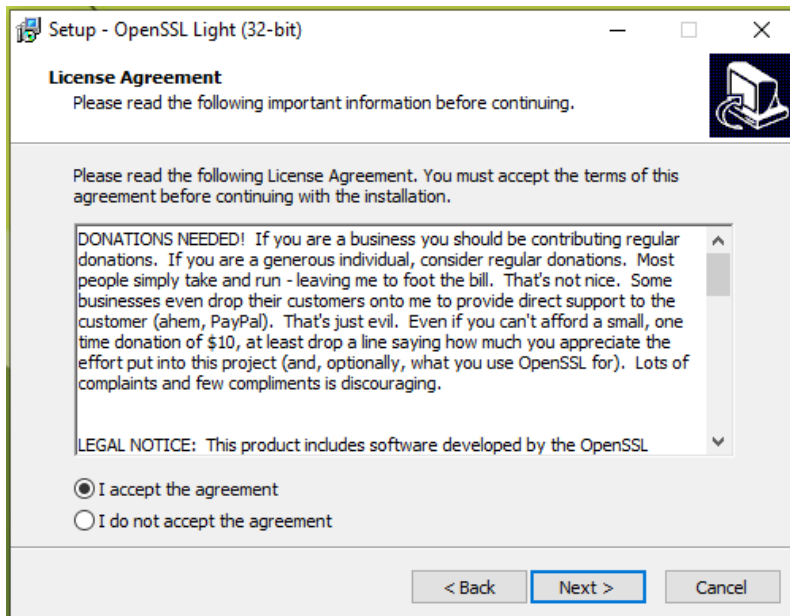 Setup - OpenSSL Light (32-bit)
License Agreement
Please read the following important information before continuing.
Please read the following License Agreement. You must accept the terms of this
agreement before continuing with the installation.
DONATIONS NEEDED!  If you are a business you should be contributing regular
donations.  If you are a generous individual, consider regular donations.  Most
people simply take and run - leaving me to foot the bill.  That's not nice.  Some
businesses even drop their customers onto me to provide direct support to the
customer (ahem, PayPal).  That's just evil.  Even if you can't afford a small, one
time donation of $10, at least drop a line saying how much you appreciate the
effort put into this project (and, optionally, what you use OpenSSL for).  Lots of
complaints and few compliments is discouraging.
LEGAL NOTICE:  This product includes software developed by the OpenSSL
I accept the agreement
I do not accept the agreement
< Back Next > Cancel